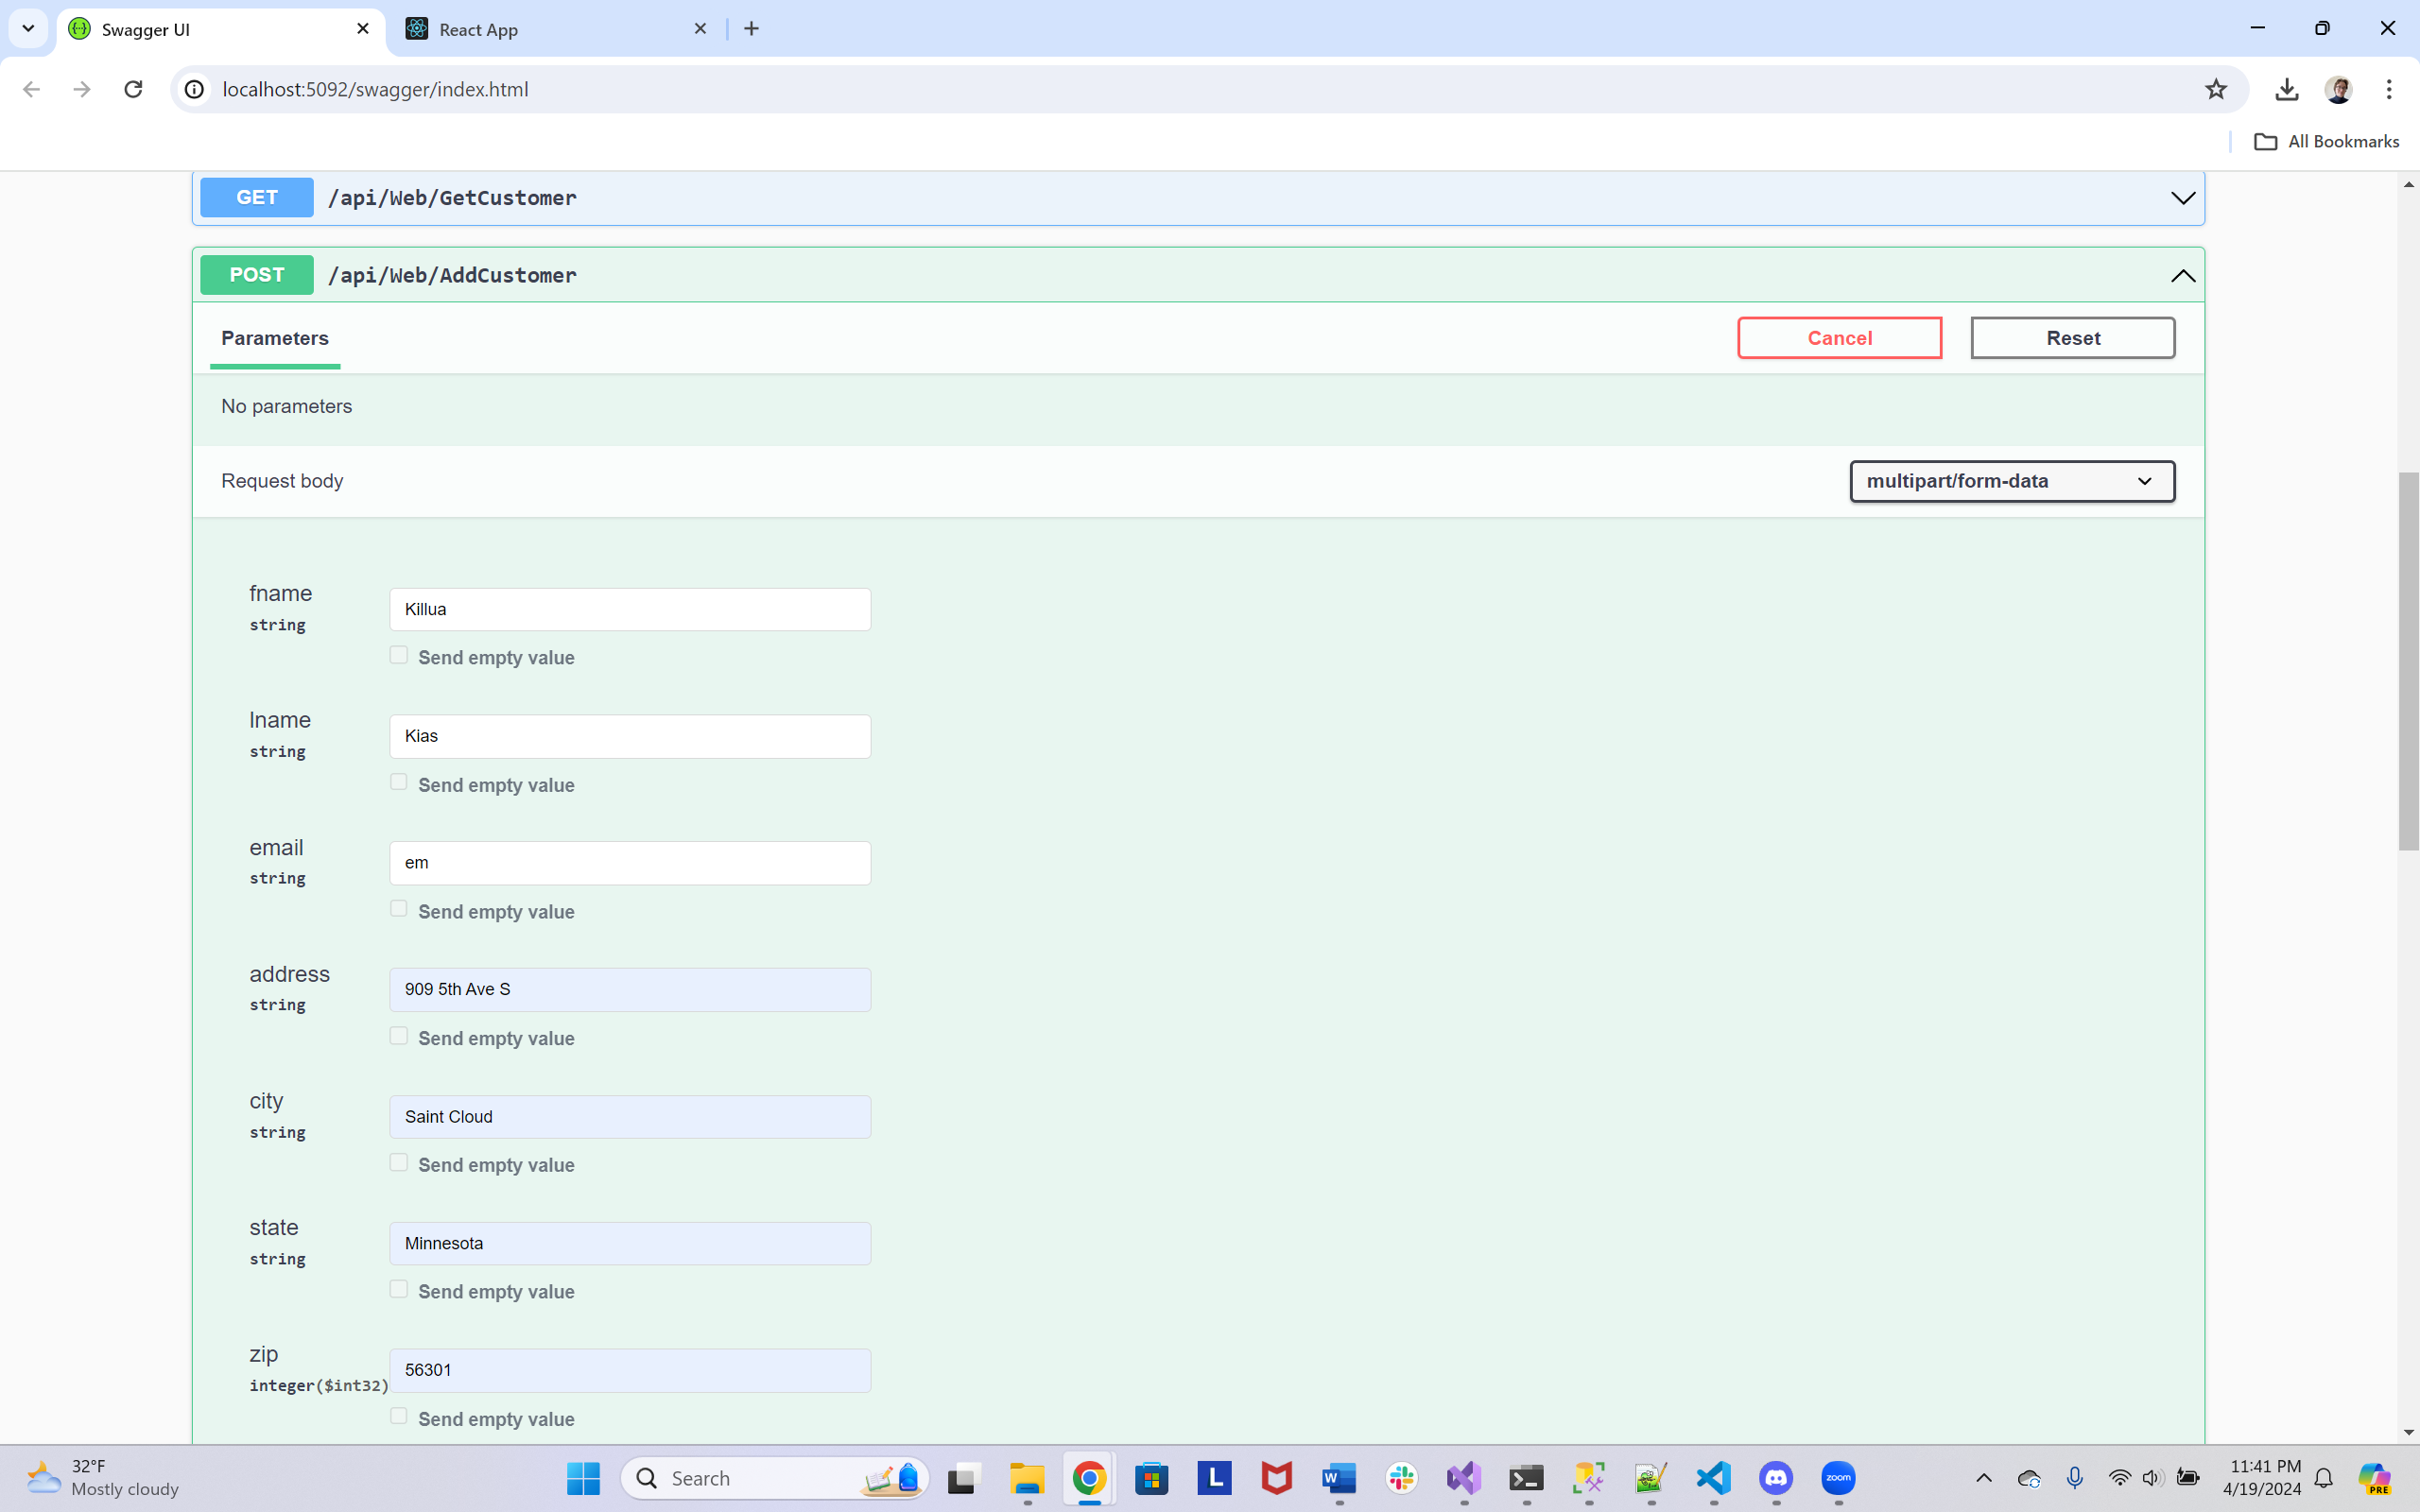 Swagger UI
React App
localhost:5092/swagger/index.html
All Bookmarks
GET /api/Web/GetCustomer
POST /api/Web/AddCustomer
Parameters
Cancel
Reset
No parameters
Request body
multipart/form-data
fname
string
Killua
Send empty value
lname
string
Kias
Send empty value
email
string
em
Send empty value
address
string
909 5th Ave S
Send empty value
city
string
Saint Cloud
Send empty value
state
string
Minnesota
Send empty value
zip
integer($int32)
56301
Send empty value
32°F
Mostly cloudy
Search
L
W
zoom
11:41 PM
4/19/2024
PRE